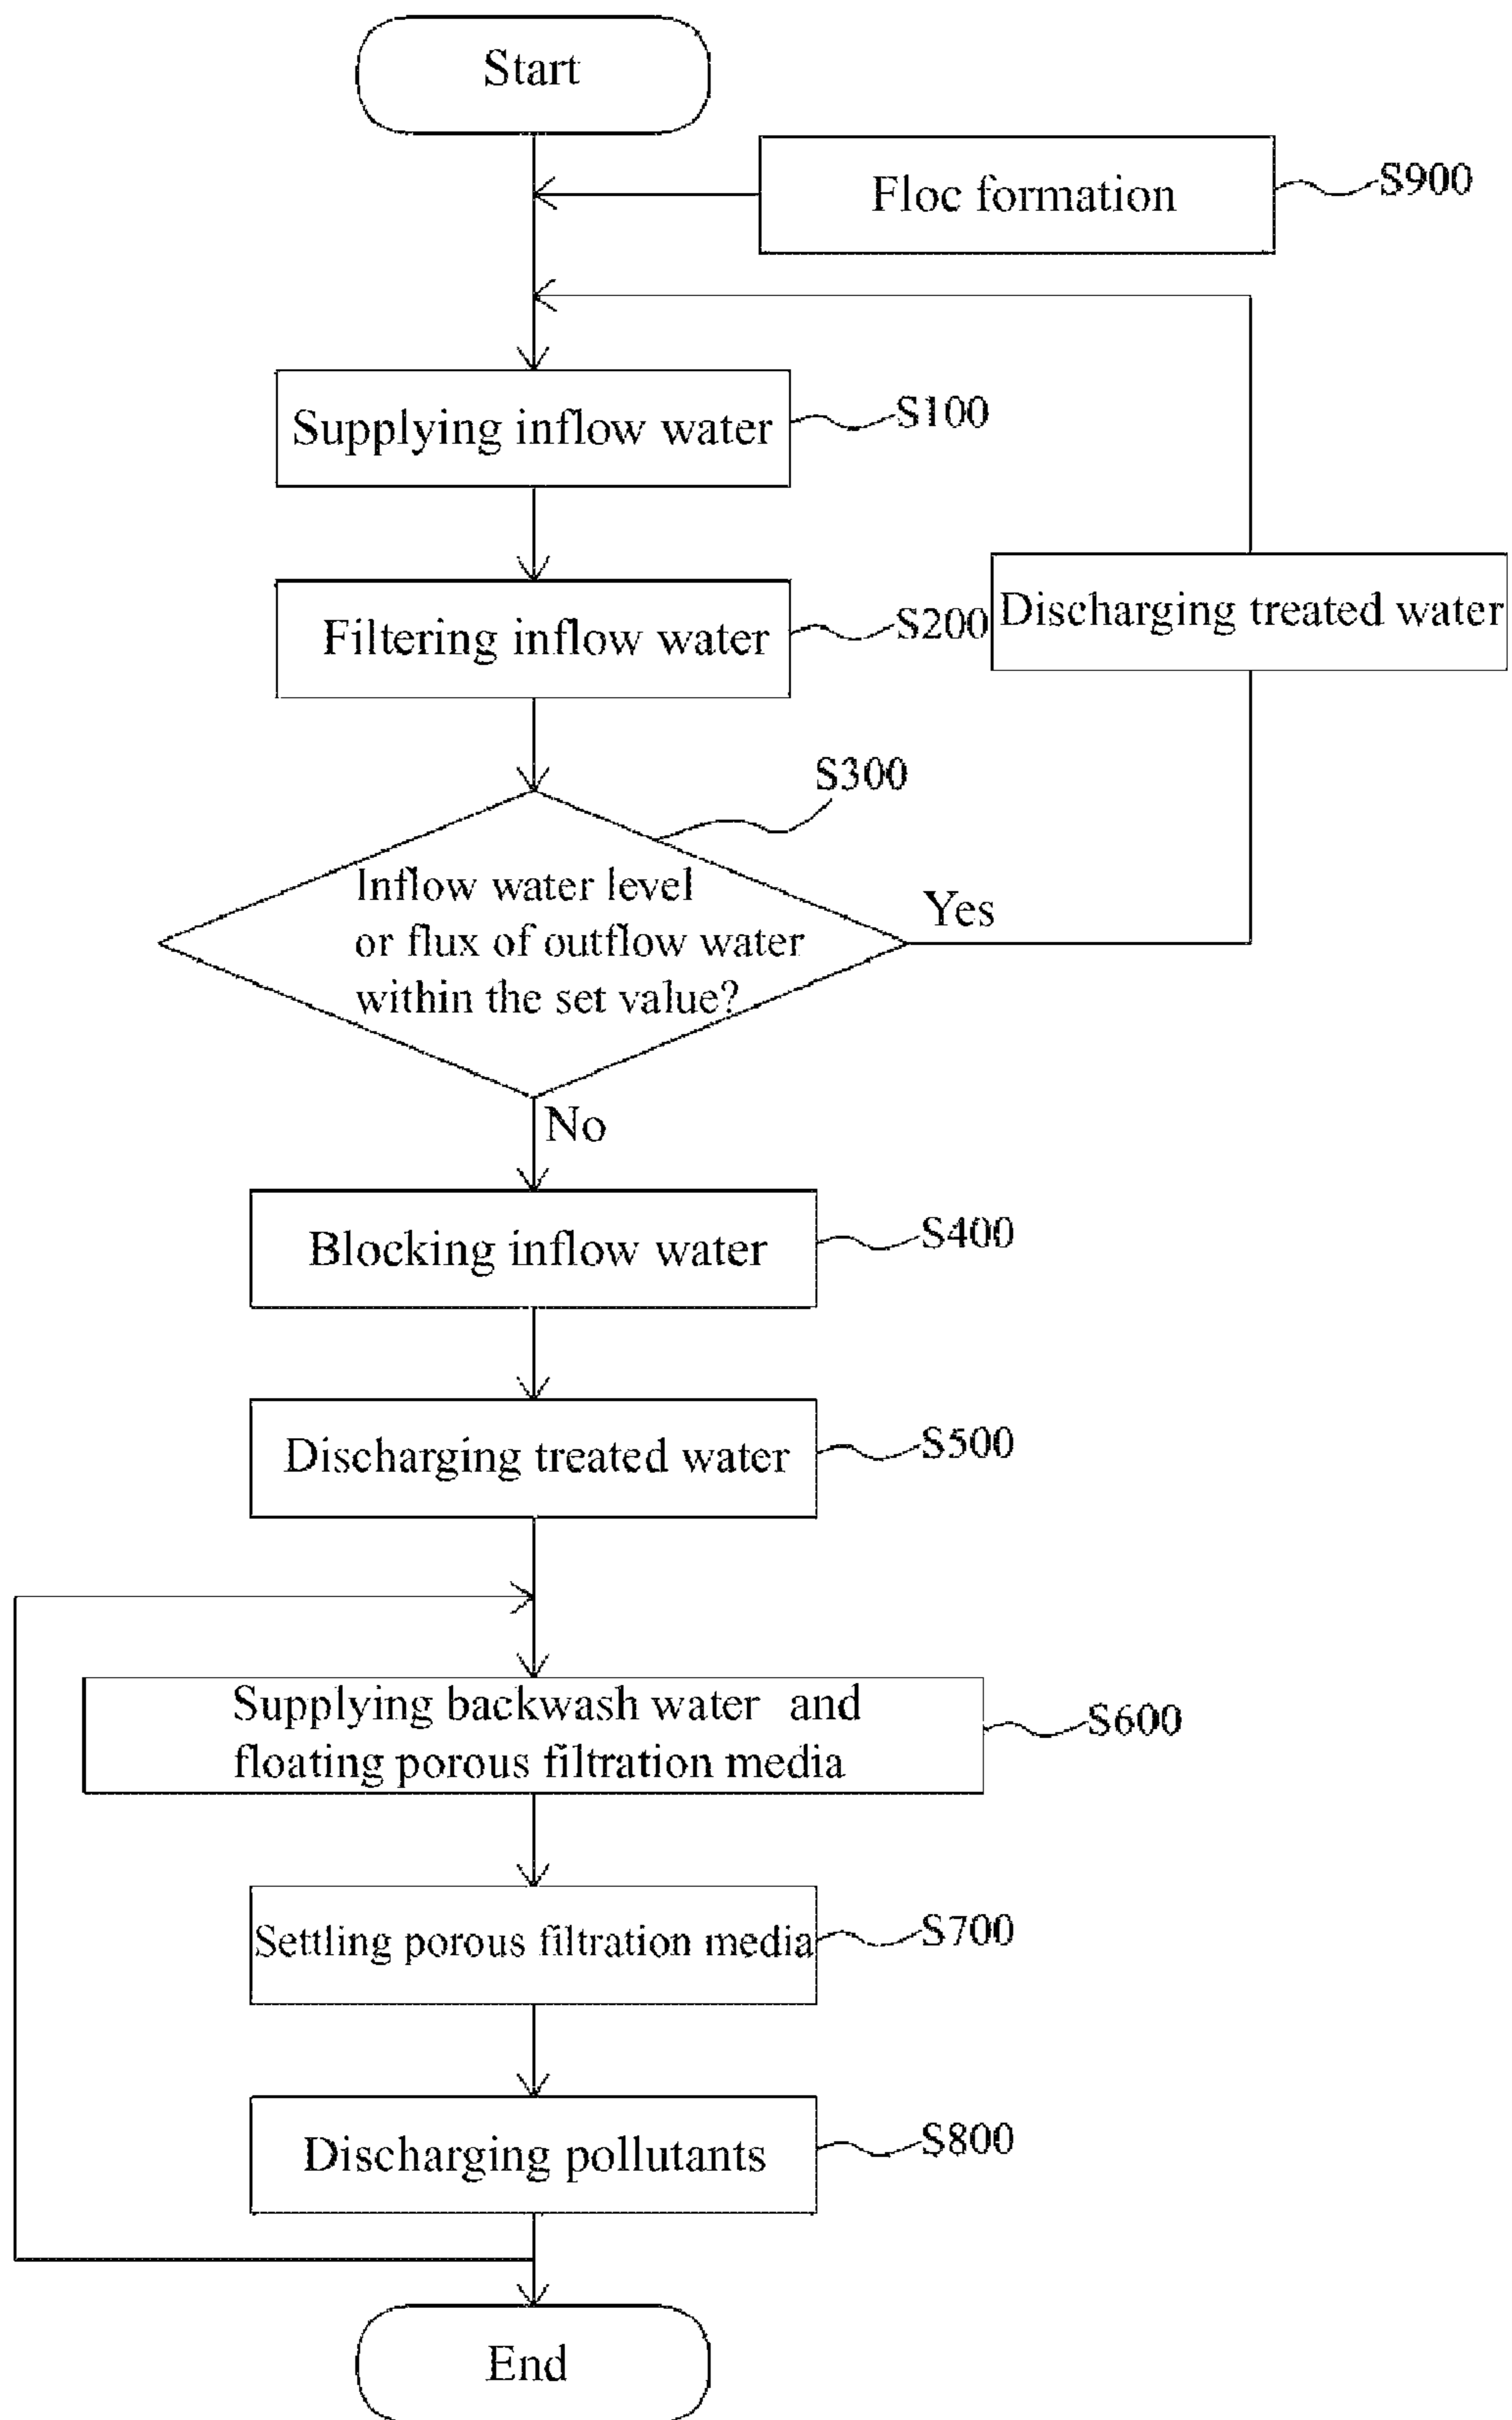 Start
Floc formation
S900
Supplying inflow water
S100
Filtering inflow water
S200
Discharging treated water
S300
Inflow water level
or flux of outflow water
within the set value?
Yes
No
Blocking inflow water
S400
Discharging treated water
S500
Supplying backwash water and
floating porous filtration media
S600
Settling porous filtration media
S700
Discharging pollutants
S800
End